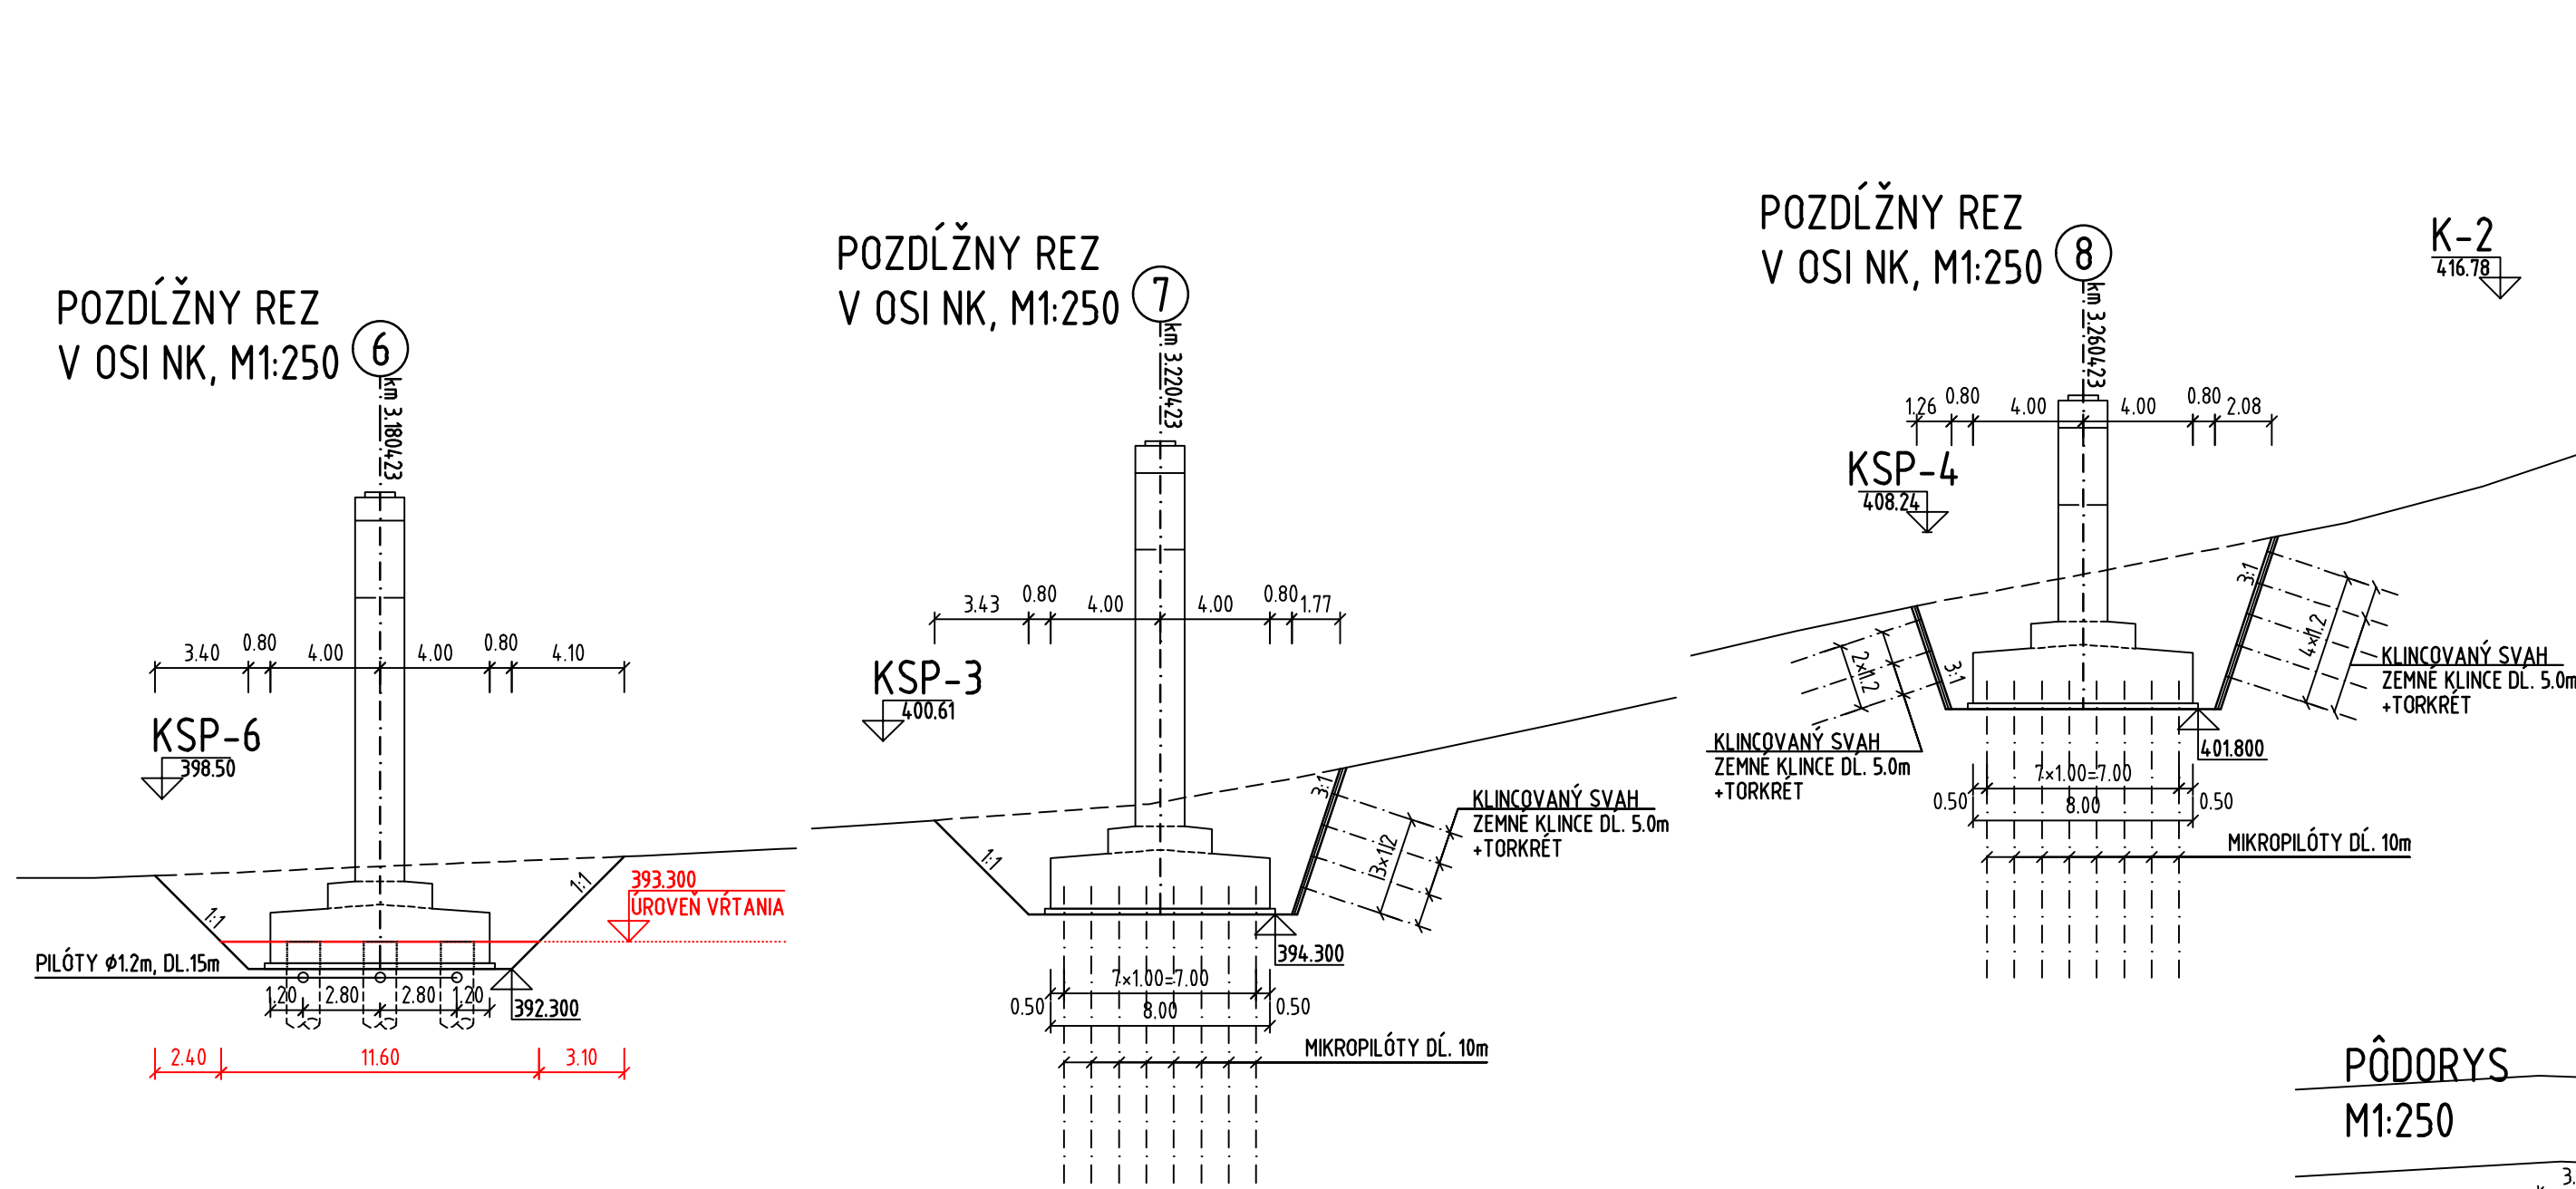 POZDĹŽNY REZ
V OSI NK, M1:250
6
km 3.180423
3.40
0.80
4.00
4.00
0.80
4.10
KSP-6
398.50
1:1
1:1
393.300
ÚROVEŇ VŔTANIA
PILÓTY ø1.2m, DL.15m
1.20
2.80
2.80
1.20
392.300
2.40
11.60
3.10
POZDĹŽNY REZ
V OSI NK, M1:250
7
km 3.220423
3.43
0.80
4.00
4.00
0.80
1.77
KSP-3
400.61
1:1
3:1
3×1.2
KLINCOVANÝ SVAH
ZEMNÉ KLINCE DĹ. 5.0m
+TORKRÉT
394.300
7×1.00=7.00
0.50
8.00
0.50
MIKROPILÓTY DĹ. 10m
POZDĹŽNY REZ
V OSI NK, M1:250
8
km 3.260423
1.26
0.80
4.00
4.00
0.80
2.08
KSP-4
408.24
3:1
3:1
2×1.2
4×1.2
KLINCOVANÝ SVAH
ZEMNÉ KLINCE DĹ. 5.0m
+TORKRÉT
KLINCOVANÝ SVAH
ZEMNÉ KLINCE DĹ. 5.0m
+TORKRÉT
401.800
7×1.00=7.00
0.50
8.00
0.50
MIKROPILÓTY DĹ. 10m
K-2
416.78
PÔDORYS
M1:250